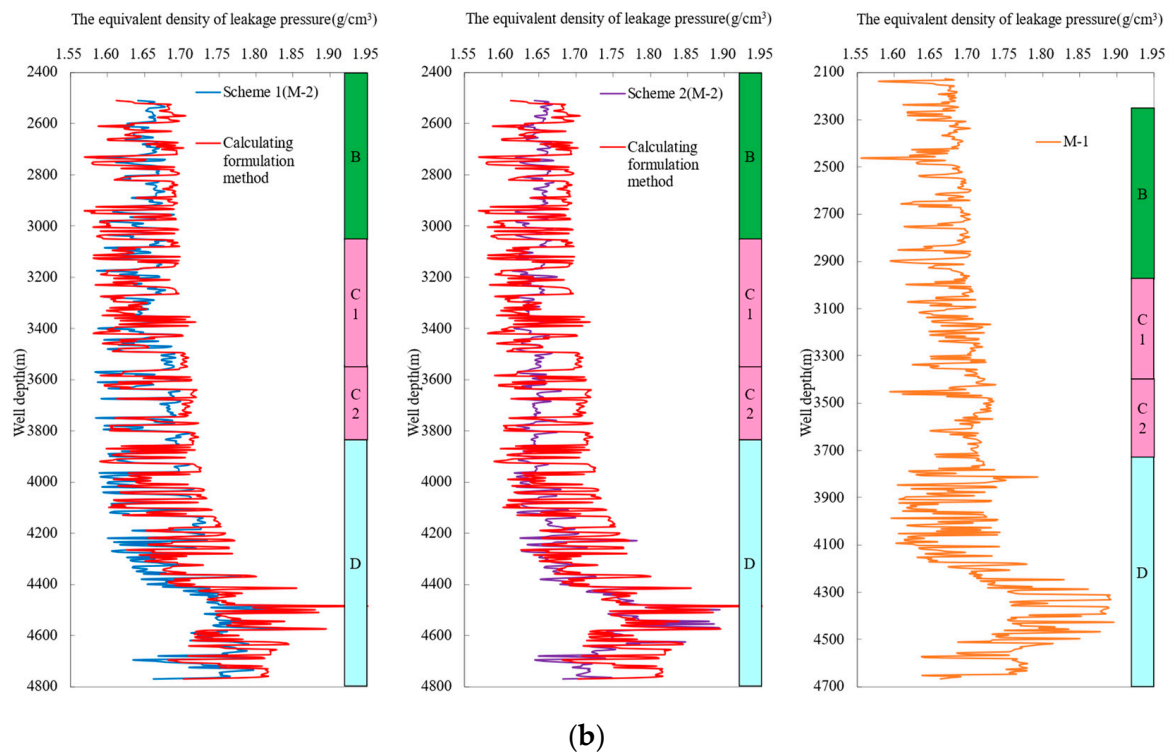 The equivalent density of leakage pressure(g/cm³)
1.55 1.60 1.65 1.70 1.75 1.80 1.85 1.90 1.95
2400
2600
2800
3000
3200
3400
3600
3800
4000
4200
4400
4600
4800
Well depth(m)
Scheme 1(M-2)
Calculating
formulation
method
B
C
1
C
2
D
The equivalent density of leakage pressure(g/cm³)
1.55 1.60 1.65 1.70 1.75 1.80 1.85 1.90 1.95
2400
2600
2800
3000
3200
3400
3600
3800
4000
4200
4400
4600
4800
Well depth(m)
Scheme 2(M-2)
Calculating
formulation
method
B
C
1
C
2
D
The equivalent density of leakage pressure(g/cm³)
1.55 1.60 1.65 1.70 1.75 1.80 1.85 1.90 1.95
2100
2300
2500
2700
2900
3100
3300
3500
3700
3900
4100
4300
4500
4700
Well depth(m)
M-1
B
C
1
C
2
D
(b)